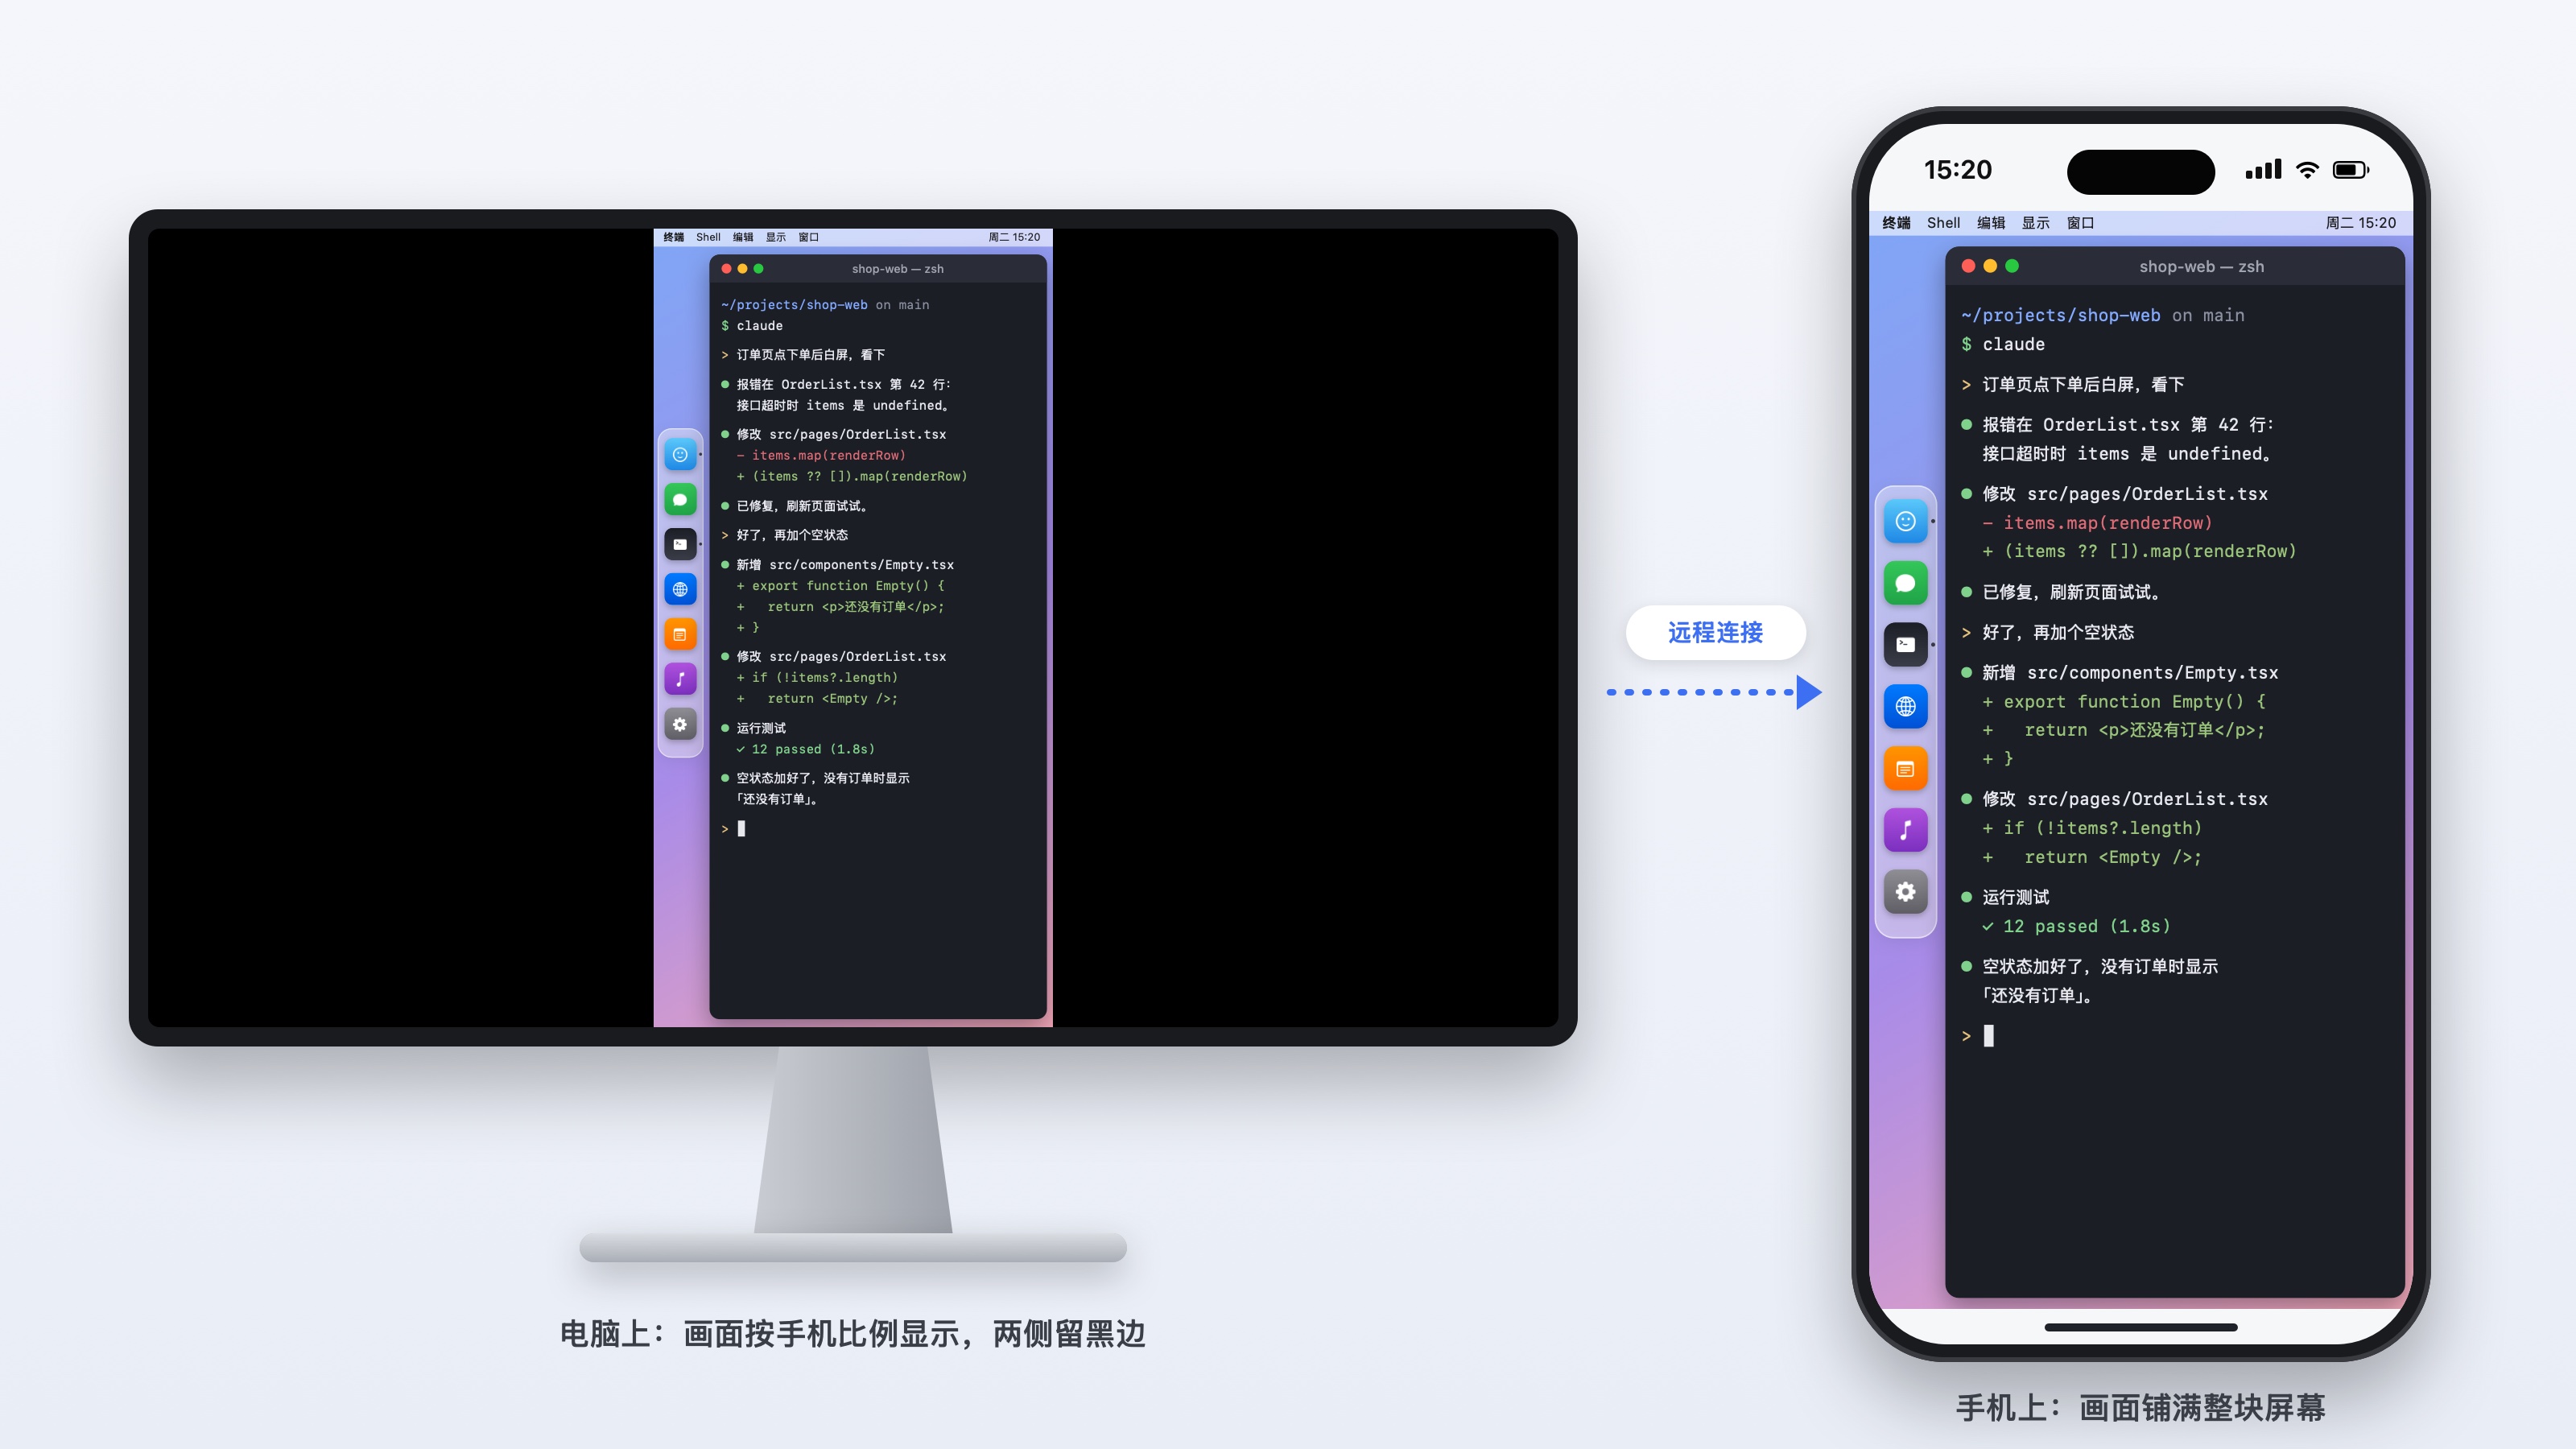 终端 Shell 编辑 显示 窗口 周二 15:20
shop-web — zsh
~/projects/shop-web on main
$ claude
> 订单页点下单后白屏，看下
● 报错在 OrderList.tsx 第 42 行：
接口超时时 items 是 undefined。
● 修改 src/pages/OrderList.tsx
- items.map(renderRow)
+ (items ?? []).map(renderRow)
● 已修复，刷新页面试试。
> 好了，再加个空状态
● 新增 src/components/Empty.tsx
+ export function Empty() {
+   return <p>还没有订单</p>;
+ }
● 修改 src/pages/OrderList.tsx
+ if (!items?.length)
+   return <Empty />;
● 运行测试
✓ 12 passed (1.8s)
● 空状态加好了，没有订单时显示
「还没有订单」。
>
电脑上：画面按手机比例显示，两侧留黑边
远程连接
15:20
终端 Shell 编辑 显示 窗口 周二 15:20
shop-web — zsh
~/projects/shop-web on main
$ claude
> 订单页点下单后白屏，看下
● 报错在 OrderList.tsx 第 42 行：
接口超时时 items 是 undefined。
● 修改 src/pages/OrderList.tsx
- items.map(renderRow)
+ (items ?? []).map(renderRow)
● 已修复，刷新页面试试。
> 好了，再加个空状态
● 新增 src/components/Empty.tsx
+ export function Empty() {
+   return <p>还没有订单</p>;
+ }
● 修改 src/pages/OrderList.tsx
+ if (!items?.length)
+   return <Empty />;
● 运行测试
✓ 12 passed (1.8s)
● 空状态加好了，没有订单时显示
「还没有订单」。
>
手机上：画面铺满整块屏幕